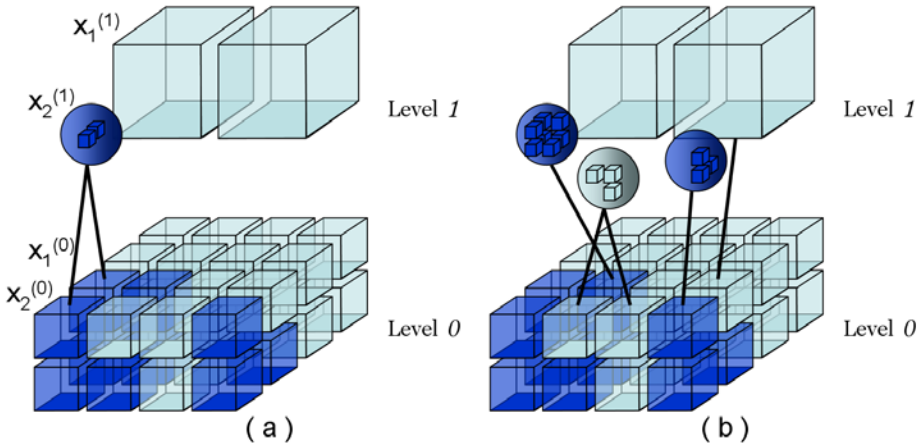 x₁⁽¹⁾
x₂⁽¹⁾
Level 1
x₁⁽⁰⁾
x₂⁽⁰⁾
Level 0
( a )
Level 1
Level 0
( b )